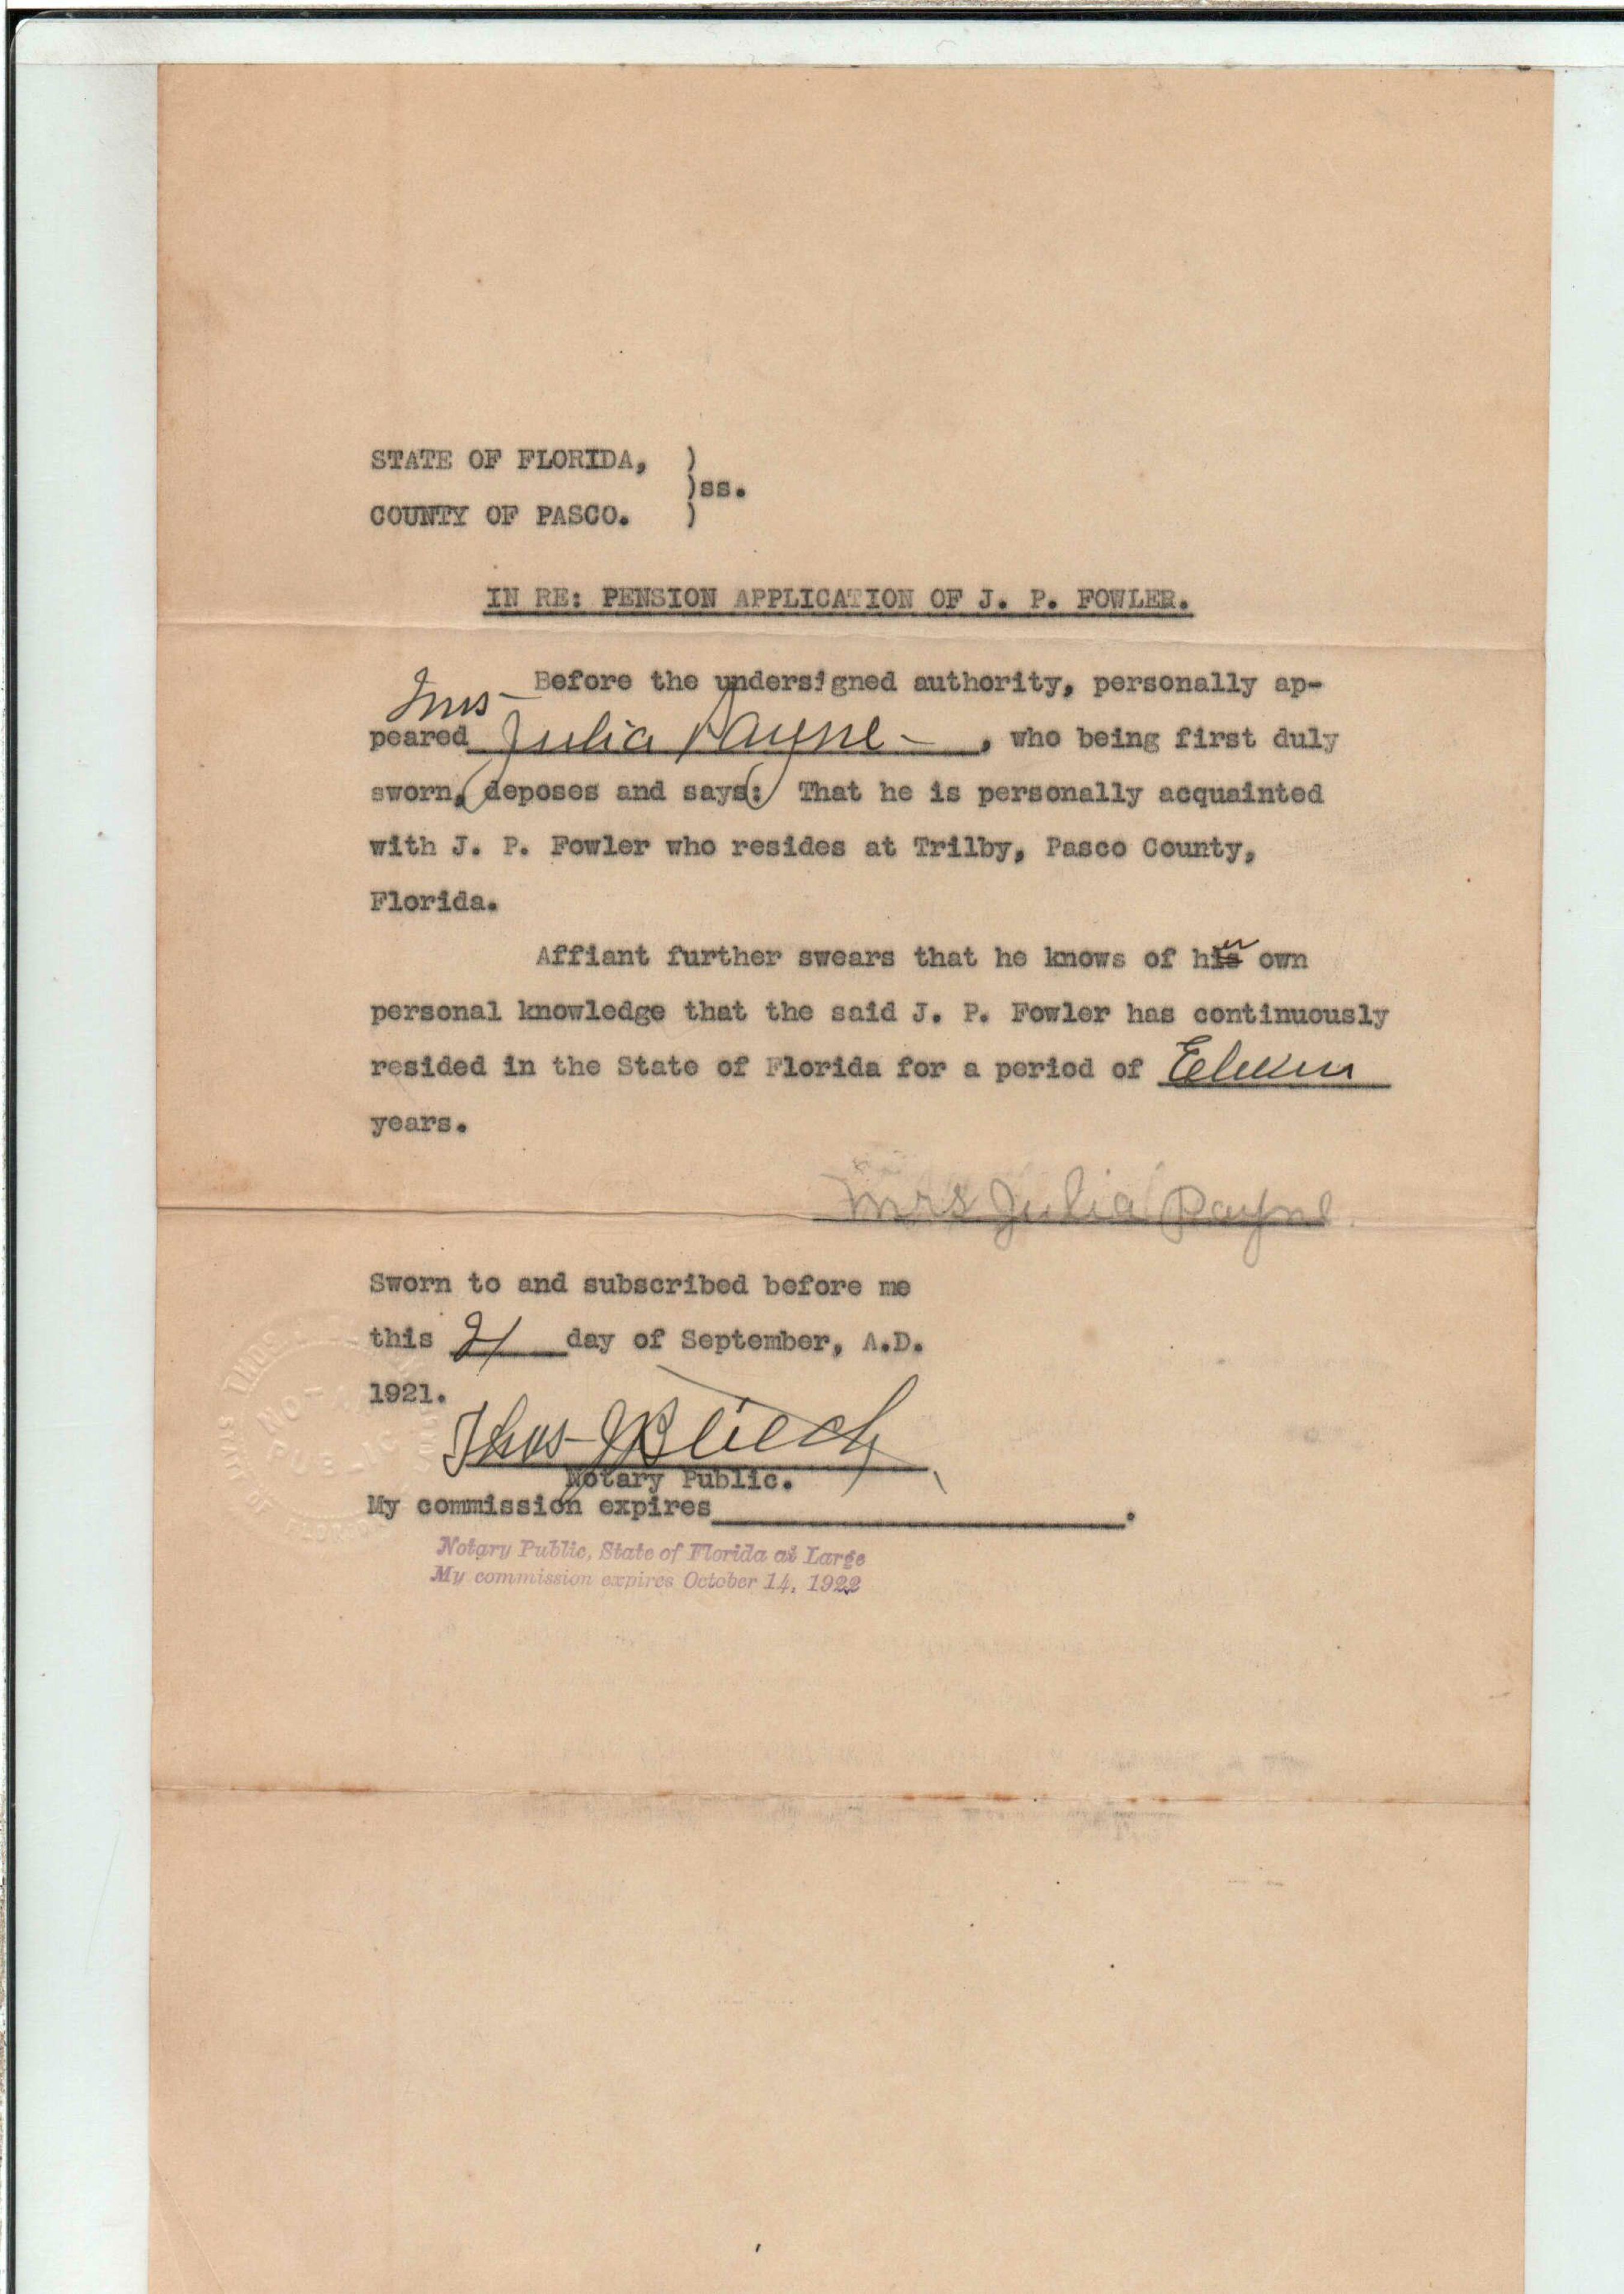 STATE OF FLORIDA, )
)ss.
COUNTY OF PASCO. )
IN RE: PENSION APPLICATION OF J. P. FOWLER.
Before the undersigned authority, personally ap-
Mrs
peared Julia Payne , who being first duly
sworn, deposes and says: That he is personally acquainted
with J. P. Fowler who resides at Trilby, Pasco County,
Florida.
Affiant further swears that he knows of his er own
personal knowledge that the said J. P. Fowler has continuously
resided in the State of Florida for a period of Eleven
years.
Mrs Julia Payne
Sworn to and subscribed before me
this 21 day of September, A.D.
1921.
Thos
Notary Public.
My commission expires .
Notary Public, State of Florida at Large
My commission expires October 14, 1922
STATE OF FLORIDA